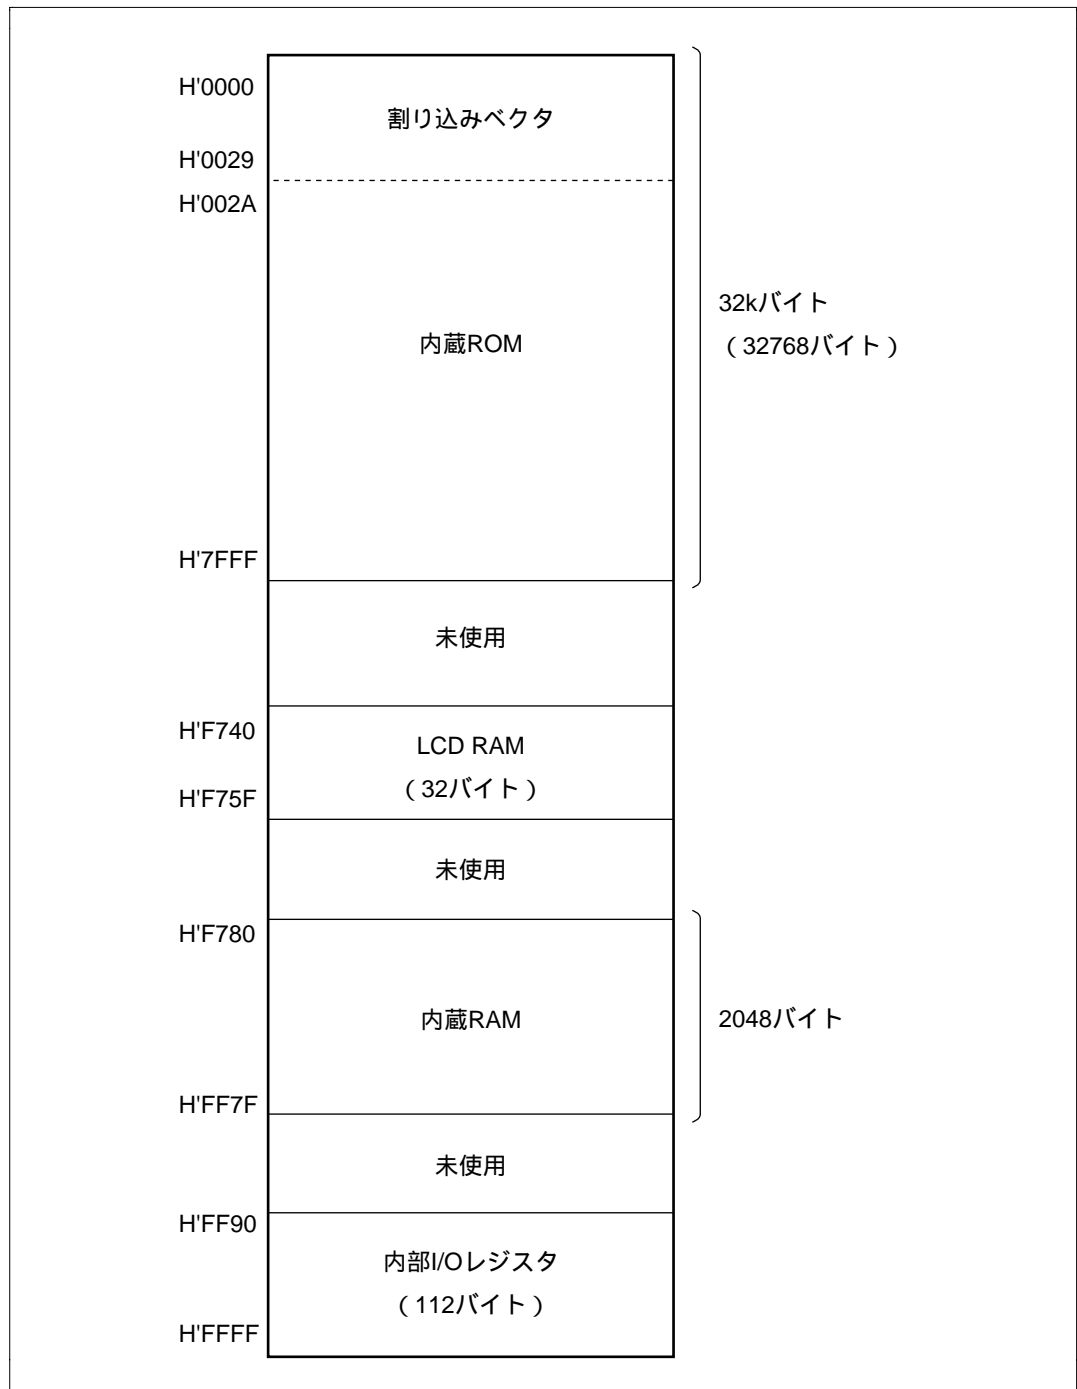 H'0000
割り込みベクタ
H'0029
H'002A
32kバイト
（32768バイト）
内蔵ROM
H'7FFF
未使用
H'F740
LCD RAM
（32バイト）
H'F75F
未使用
H'F780
内蔵RAM
2048バイト
H'FF7F
未使用
H'FF90
内部I/Oレジスタ
（112バイト）
H'FFFF